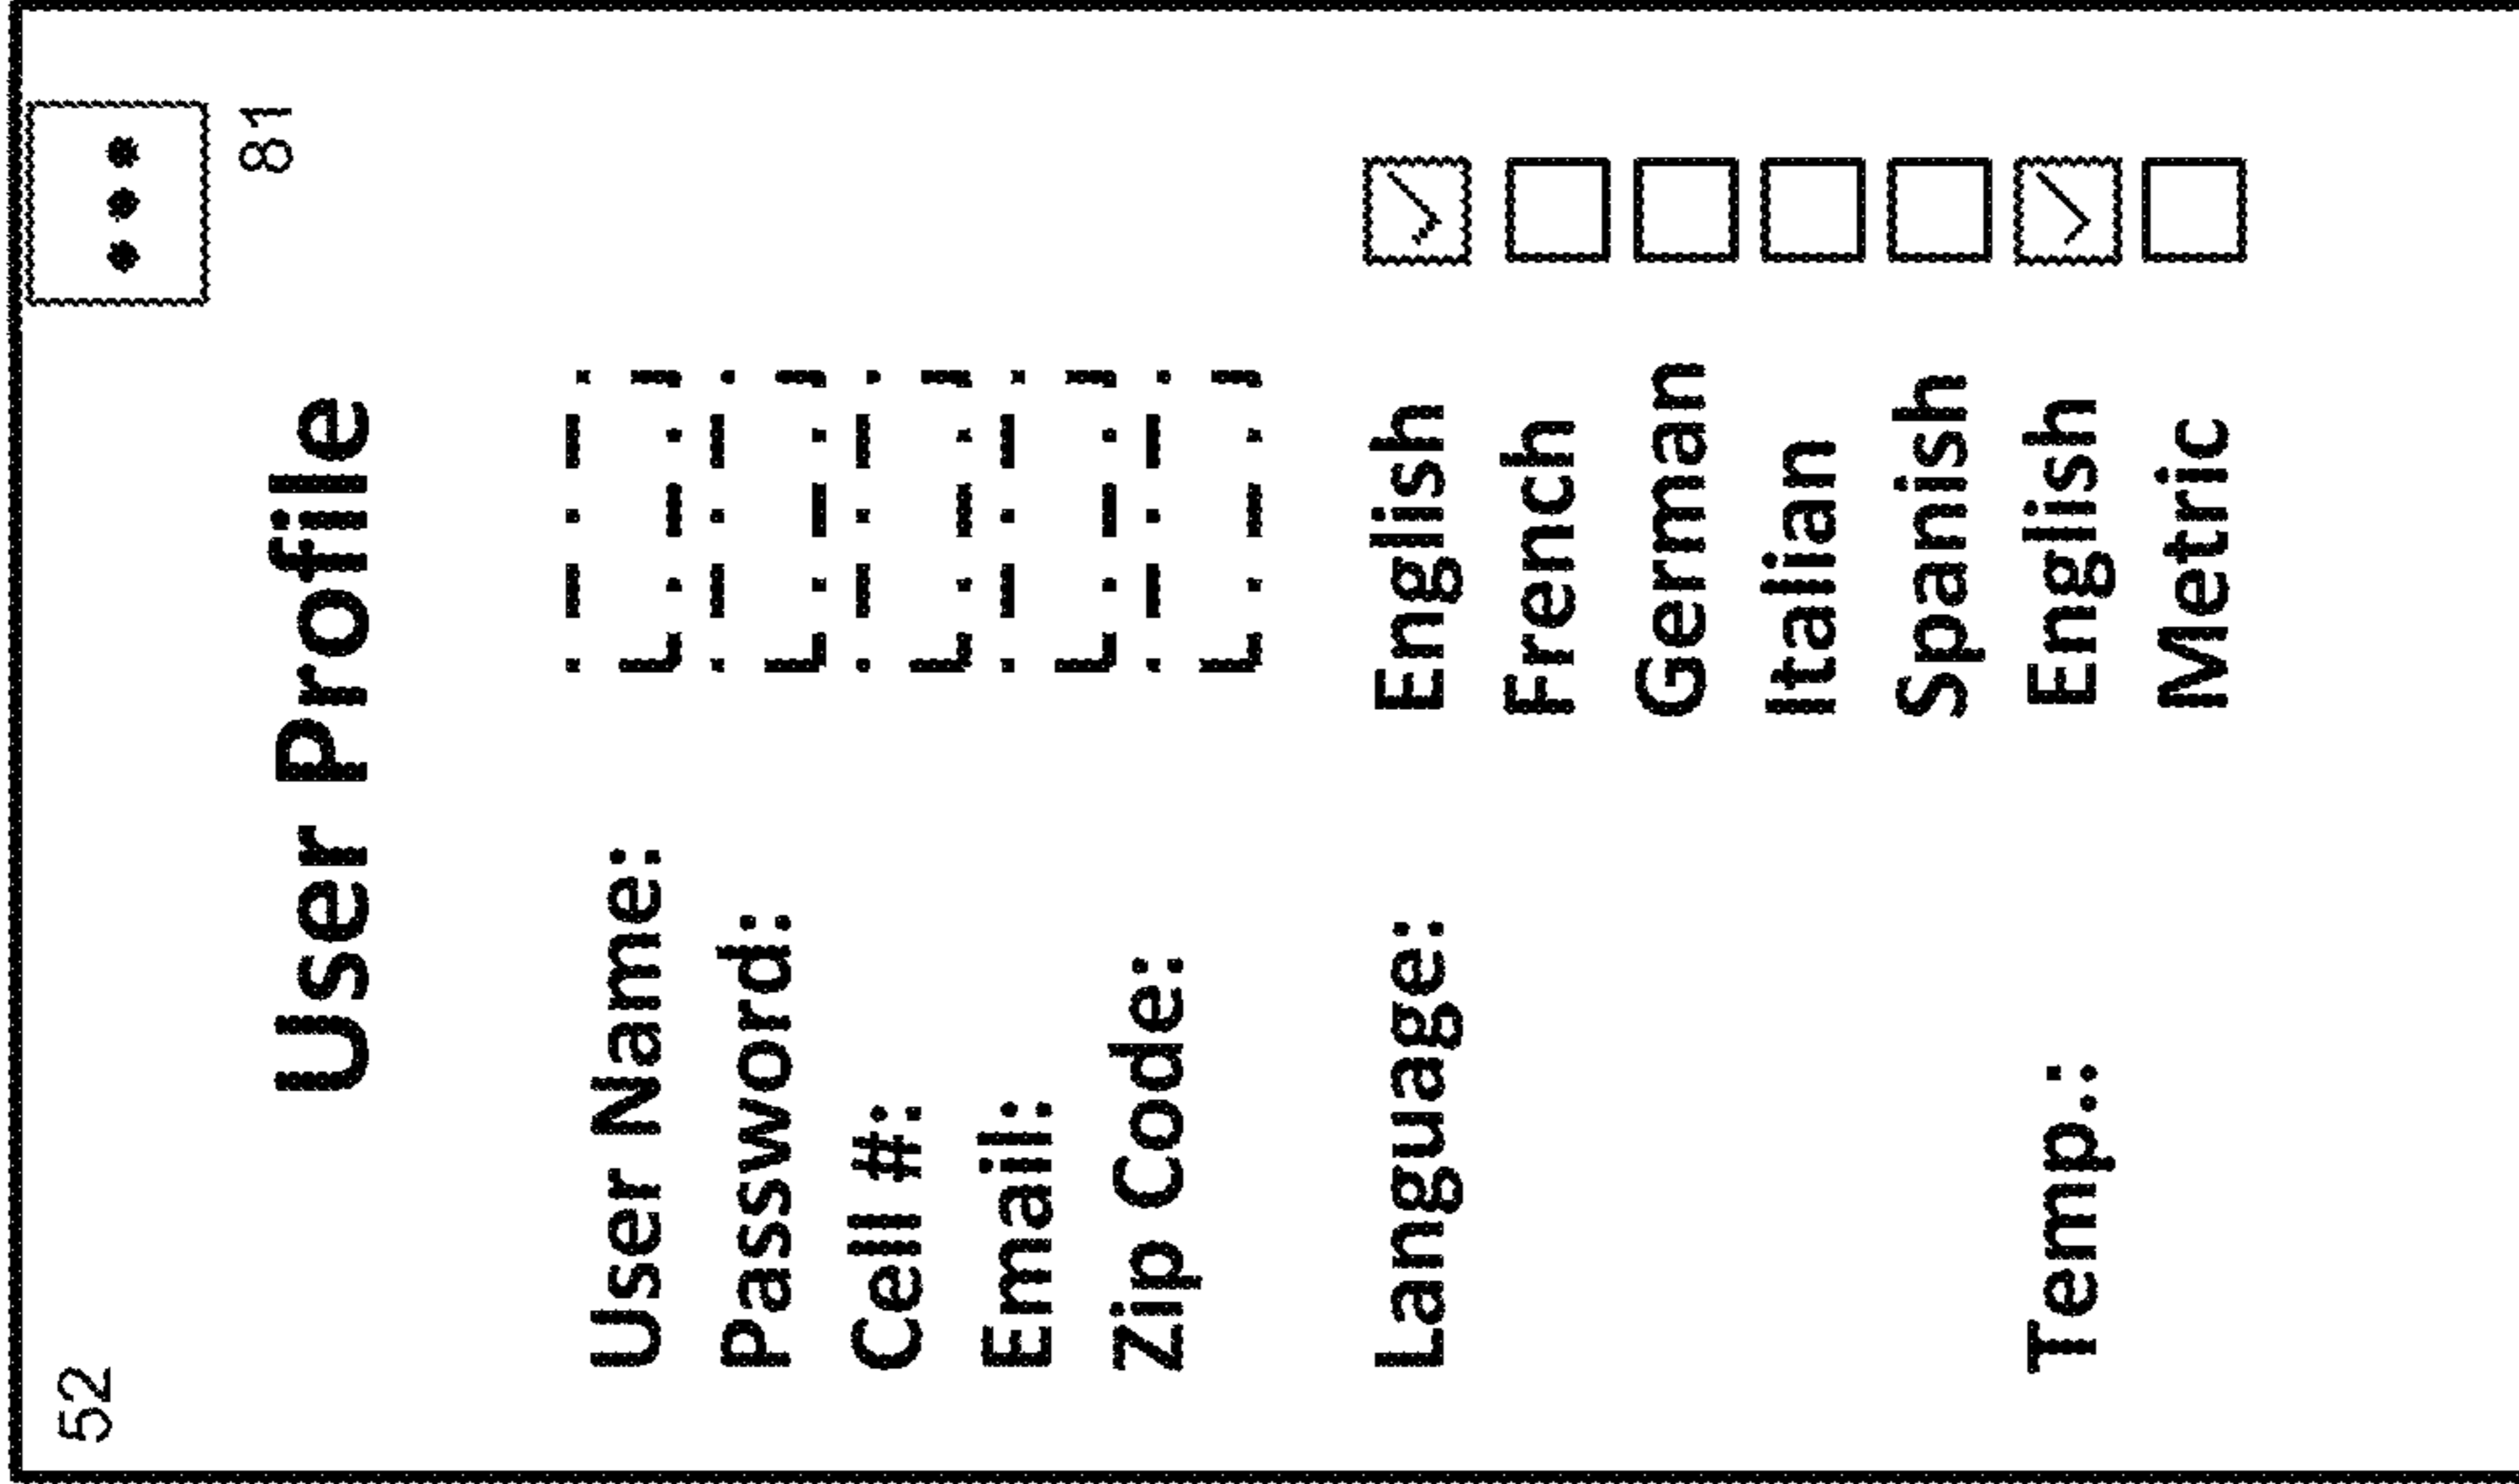 52
81
User Profile
User Name:
Password:
Cell #:
Email:
Zip Code:
Language: English
French
German
Italian
Spanish
Temp.: English
Metric